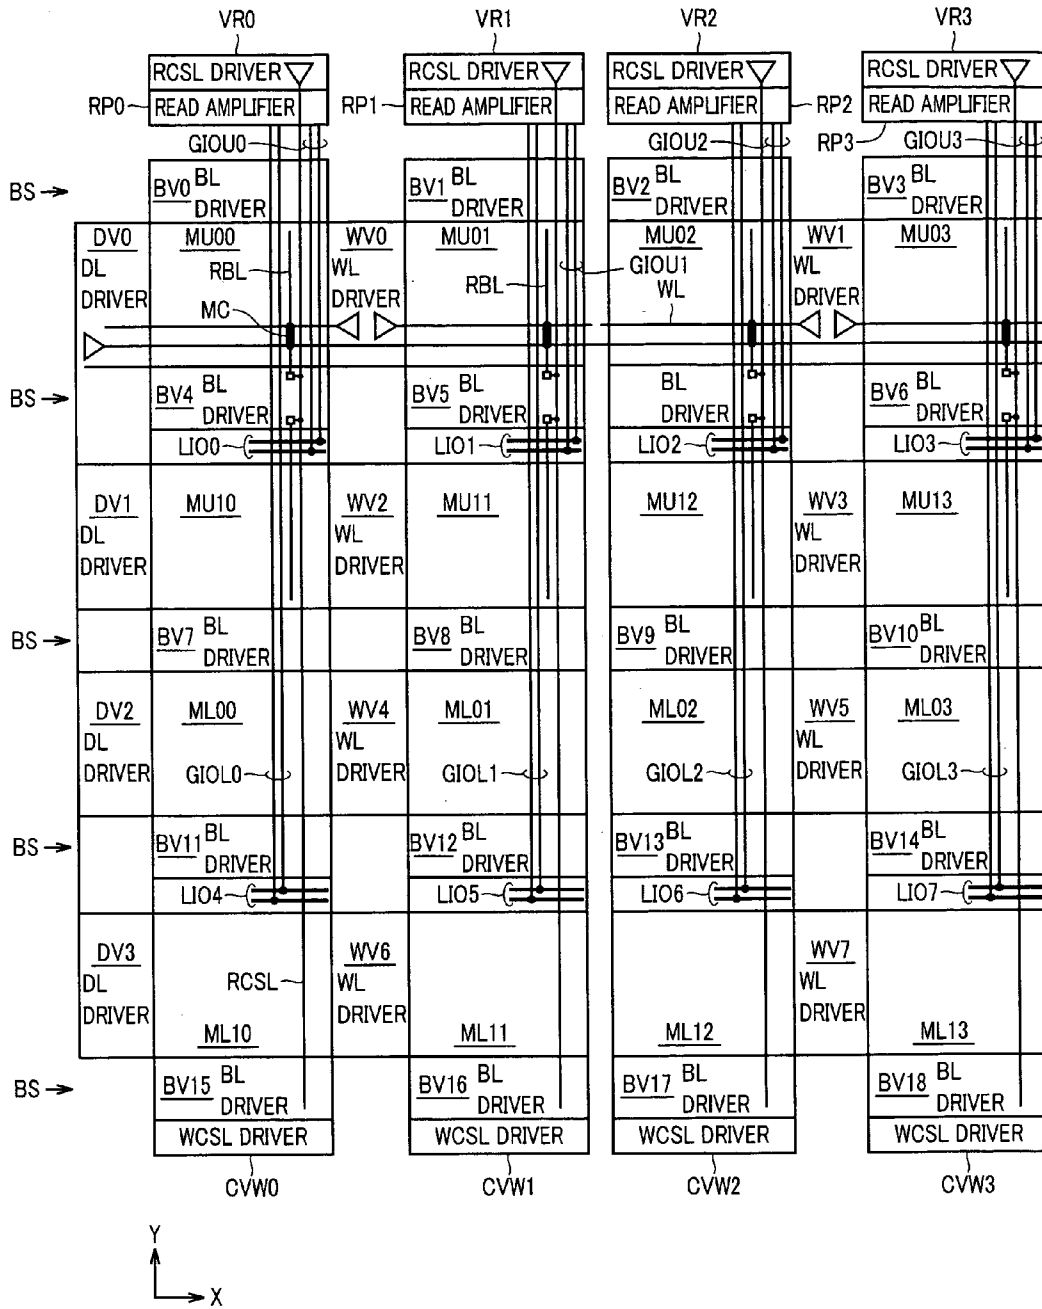 VR0 VR1 VR2 VR3
RCSL DRIVER RCSL DRIVER RCSL DRIVER RCSL DRIVER
RP0 READ AMPLIFIER RP1 READ AMPLIFIER READ AMPLIFIER RP2 READ AMPLIFIER
RP3
GIOU0 GIOU2 GIOU3
BS BV0 BL DRIVER BV1 BL DRIVER BV2 BL DRIVER BV3 BL DRIVER
DV0 MU00 WV0 MU01 MU02 WV1 MU03
DL DRIVER RBL WL DRIVER RBL GIOU1 WL WL DRIVER
MC
BS BV4 BL DRIVER BV5 BL DRIVER BL DRIVER BV6 BL DRIVER
LIO0 LIO1 LIO2 LIO3
DV1 MU10 WV2 MU11 MU12 WV3 MU13
DL DRIVER WL DRIVER WL DRIVER
BS BV7 BL DRIVER BV8 BL DRIVER BV9 BL DRIVER BV10 BL DRIVER
DV2 ML00 WV4 ML01 ML02 WV5 ML03
DL DRIVER WL DRIVER WL DRIVER
GIOL0 GIOL1 GIOL2 GIOL3
BS BV11 BL DRIVER BV12 BL DRIVER BV13 BL DRIVER BV14 BL DRIVER
LIO4 LIO5 LIO6 LIO7
DV3 WV6 WV7
DL DRIVER RCSL WL DRIVER WL DRIVER
ML10 ML11 ML12 ML13
BS BV15 BL DRIVER BV16 BL DRIVER BV17 BL DRIVER BV18 BL DRIVER
WCSL DRIVER WCSL DRIVER WCSL DRIVER WCSL DRIVER
CVW0 CVW1 CVW2 CVW3
Y
X